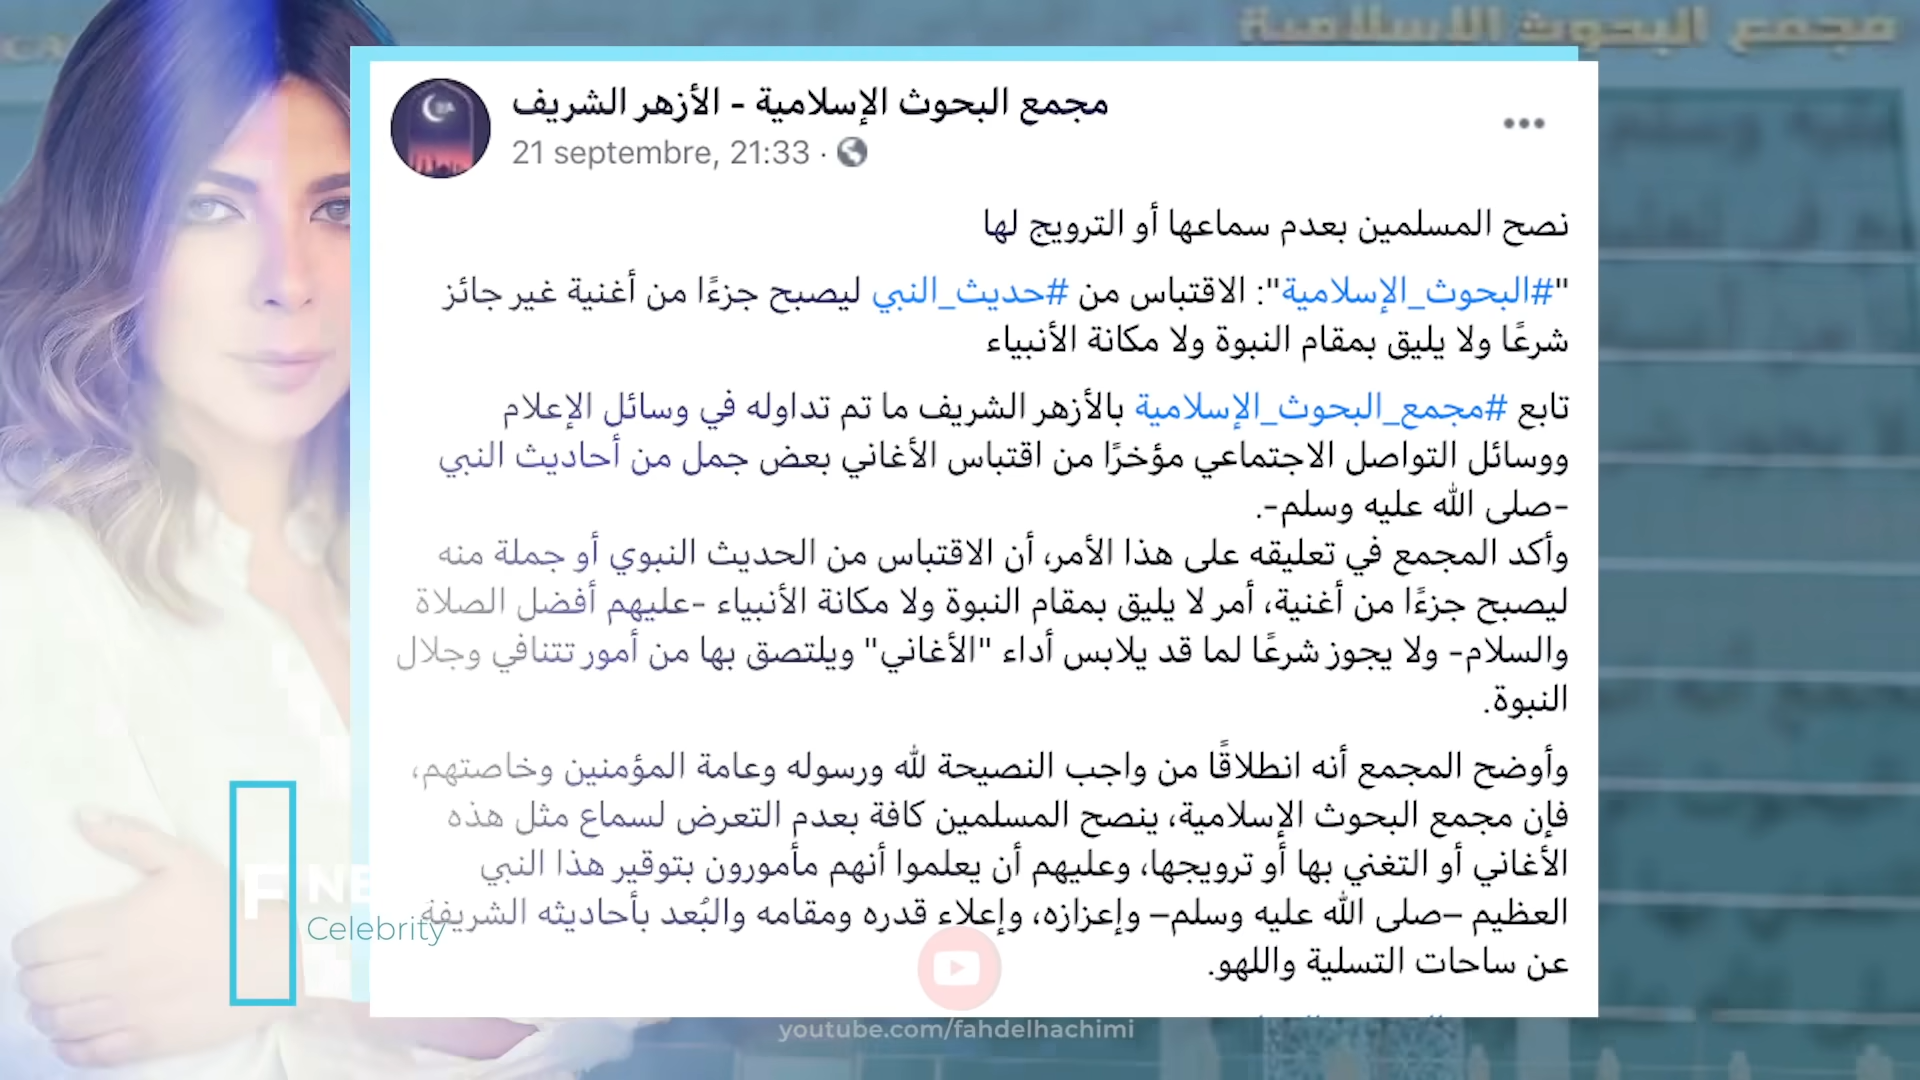 مجمع البحوث الإسلامية
مجمع البحوث الإسلامية - الأزهر الشريف
21 septembre, 21:33 ·
نصح المسلمين بعدم سماعها أو الترويج لها
"#البحوث_الإسلامية": الاقتباس من #حديث_النبي ليصبح جزءًا من أغنية غير جائز
شرعًا ولا يليق بمقام النبوة ولا مكانة الأنبياء
تابع #مجمع_البحوث_الإسلامية بالأزهر الشريف ما تم تداوله في وسائل الإعلام
ووسائل التواصل الاجتماعي مؤخرًا من اقتباس الأغاني بعض جمل من أحاديث النبي
-صلى الله عليه وسلم-.
وأكد المجمع في تعليقه على هذا الأمر، أن الاقتباس من الحديث النبوي أو جملة منه
ليصبح جزءًا من أغنية، أمر لا يليق بمقام النبوة ولا مكانة الأنبياء -عليهم أفضل الصلاة
والسلام- ولا يجوز شرعًا لما قد يلابس أداء "الأغاني" ويلتصق بها من أمور تتنافي وجلال
النبوة.
وأوضح المجمع أنه انطلاقًا من واجب النصيحة لله ورسوله وعامة المؤمنين وخاصتهم،
فإن مجمع البحوث الإسلامية، ينصح المسلمين كافة بعدم التعرض لسماع مثل هذه
الأغاني أو التغني بها أو ترويجها، وعليهم أن يعلموا أنهم مأمورون بتوقير هذا النبي
العظيم –صلى الله عليه وسلم– وإعزازه، وإعلاء قدره ومقامه والبُعد بأحاديثه الشريفة
عن ساحات التسلية واللهو.
F NE
Celebrity
youtube.com/fahdelhachimi